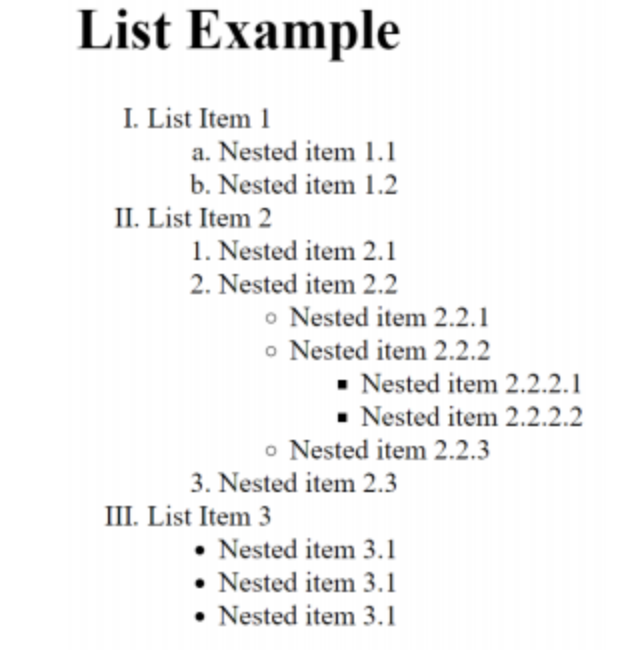 List Example
I. List Item 1
a. Nested item 1.1
b. Nested item 1.2
II. List Item 2
1. Nested item 2.1
2. Nested item 2.2
○ Nested item 2.2.1
○ Nested item 2.2.2
■ Nested item 2.2.2.1
■ Nested item 2.2.2.2
○ Nested item 2.2.3
3. Nested item 2.3
III. List Item 3
• Nested item 3.1
• Nested item 3.1
• Nested item 3.1